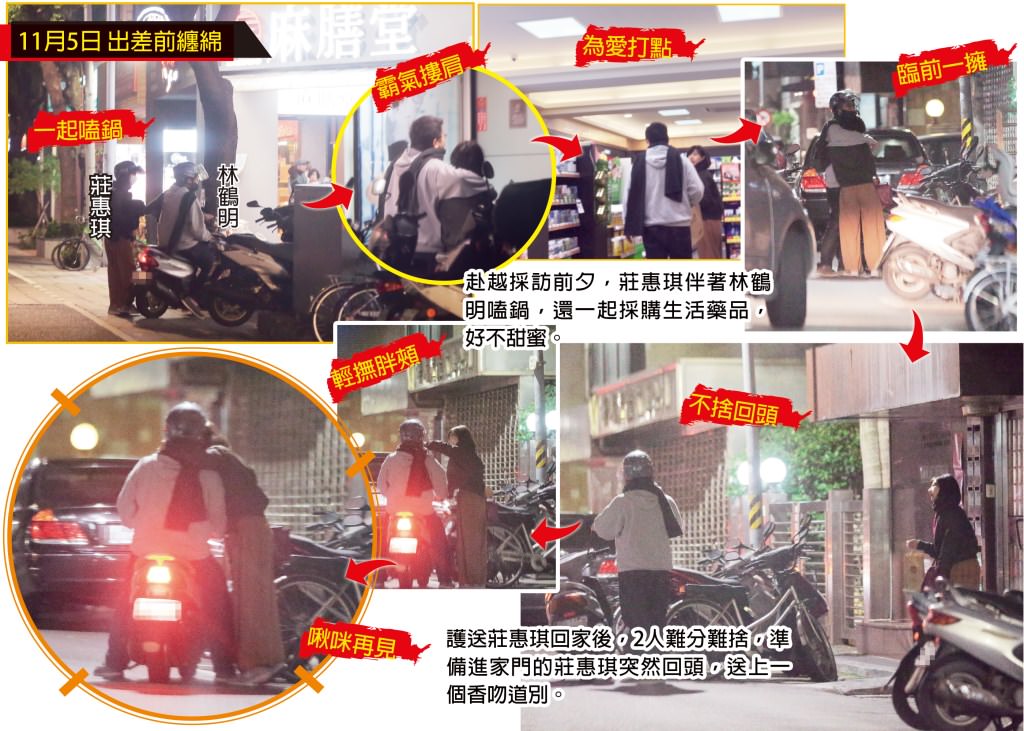 11月5日 出差前纏綿
麻膳堂
一起嗑鍋
莊惠琪
林鶴明
霸氣摟肩
為愛打點
臨前一擁
赴越採訪前夕，莊惠琪伴著林鶴
明嗑鍋，還一起採購生活藥品，
好不甜蜜。
不捨回頭
輕撫胖頰
啾咪再見
護送莊惠琪回家後，2人難分難捨，準
備進家門的莊惠琪突然回頭，送上一
個香吻道別。